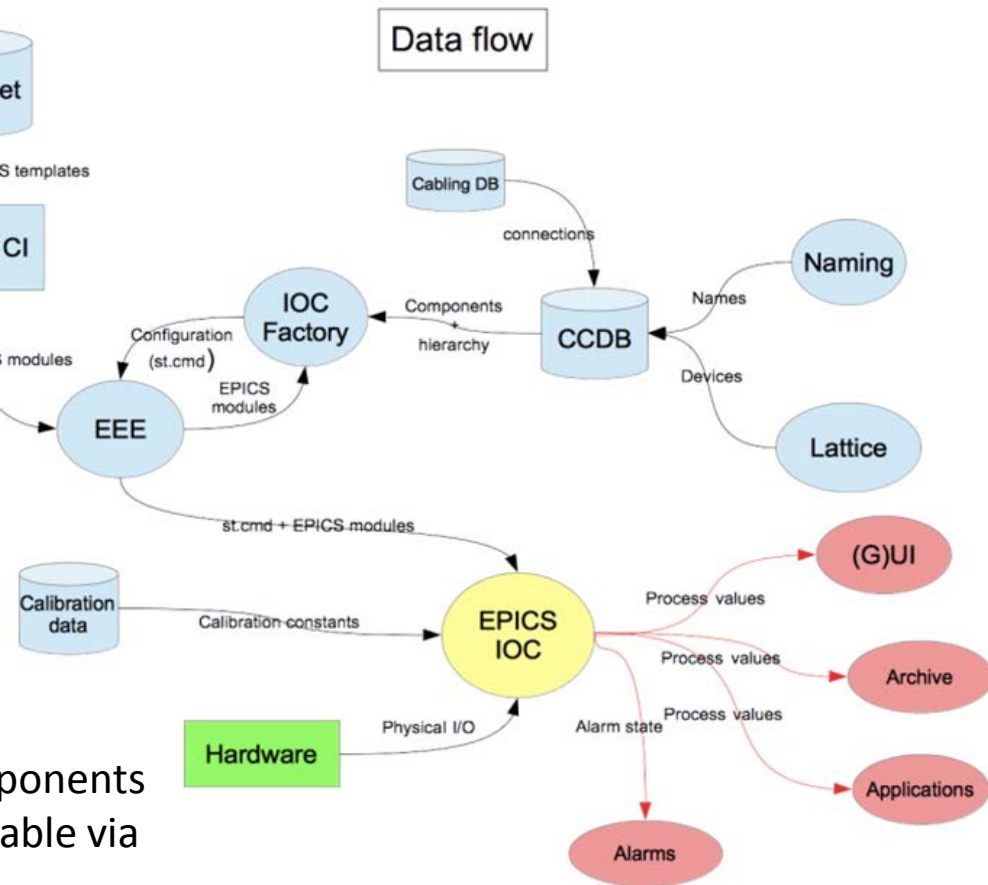 Data flow
et
S templates
Cabling DB
CI
connections
Naming
IOC
Factory
Components
+
hierarchy
Names
CCDB
Configuration
(st.cmd)
S modules
EPICS
modules
Devices
EEE
Lattice
st.cmd + EPICS modules
(G)UI
Calibration
data
Calibration constants
EPICS
IOC
Process values
Process values
Archive
Physical I/O
Alarm state
Process values
Hardware
Applications
ponents
able via
Alarms